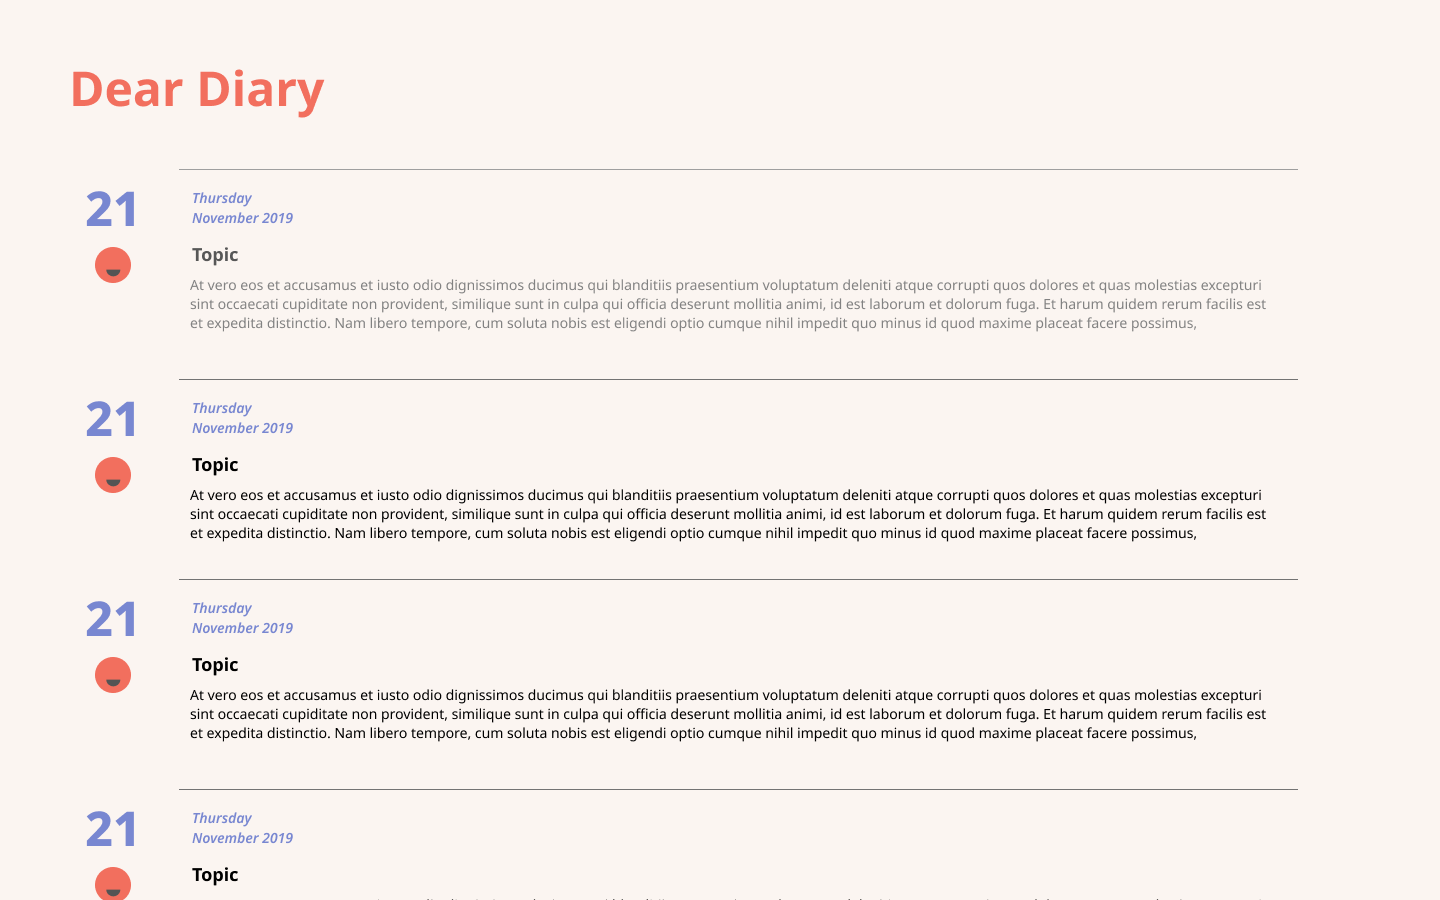 Dear Diary
21
Thursday
November 2019
Topic
At vero eos et accusamus et iusto odio dignissimos ducimus qui blanditiis praesentium voluptatum deleniti atque corrupti quos dolores et quas molestias excepturi
sint occaecati cupiditate non provident, similique sunt in culpa qui officia deserunt mollitia animi, id est laborum et dolorum fuga. Et harum quidem rerum facilis est
et expedita distinctio. Nam libero tempore, cum soluta nobis est eligendi optio cumque nihil impedit quo minus id quod maxime placeat facere possimus,
21
Thursday
November 2019
Topic
At vero eos et accusamus et iusto odio dignissimos ducimus qui blanditiis praesentium voluptatum deleniti atque corrupti quos dolores et quas molestias excepturi
sint occaecati cupiditate non provident, similique sunt in culpa qui officia deserunt mollitia animi, id est laborum et dolorum fuga. Et harum quidem rerum facilis est
et expedita distinctio. Nam libero tempore, cum soluta nobis est eligendi optio cumque nihil impedit quo minus id quod maxime placeat facere possimus,
21
Thursday
November 2019
Topic
At vero eos et accusamus et iusto odio dignissimos ducimus qui blanditiis praesentium voluptatum deleniti atque corrupti quos dolores et quas molestias excepturi
sint occaecati cupiditate non provident, similique sunt in culpa qui officia deserunt mollitia animi, id est laborum et dolorum fuga. Et harum quidem rerum facilis est
et expedita distinctio. Nam libero tempore, cum soluta nobis est eligendi optio cumque nihil impedit quo minus id quod maxime placeat facere possimus,
21
Thursday
November 2019
Topic